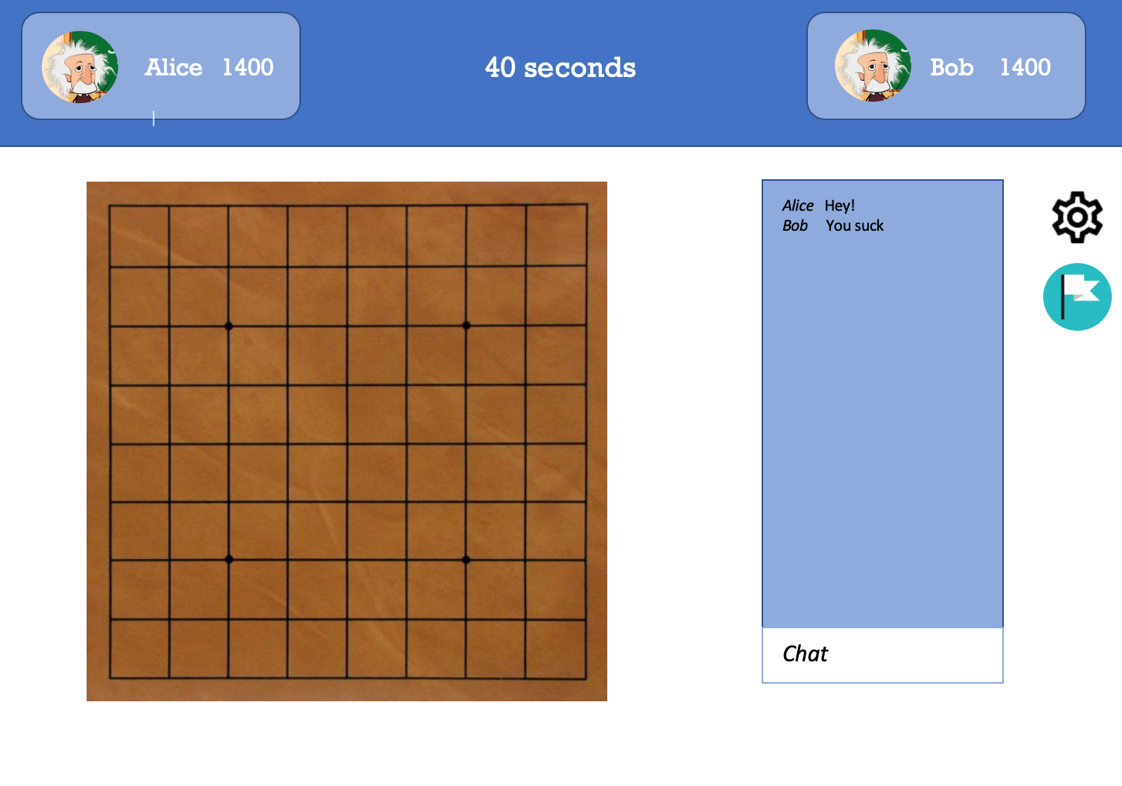 Alice 1400
40 seconds
Bob 1400
Alice Hey!
Bob You suck
Chat